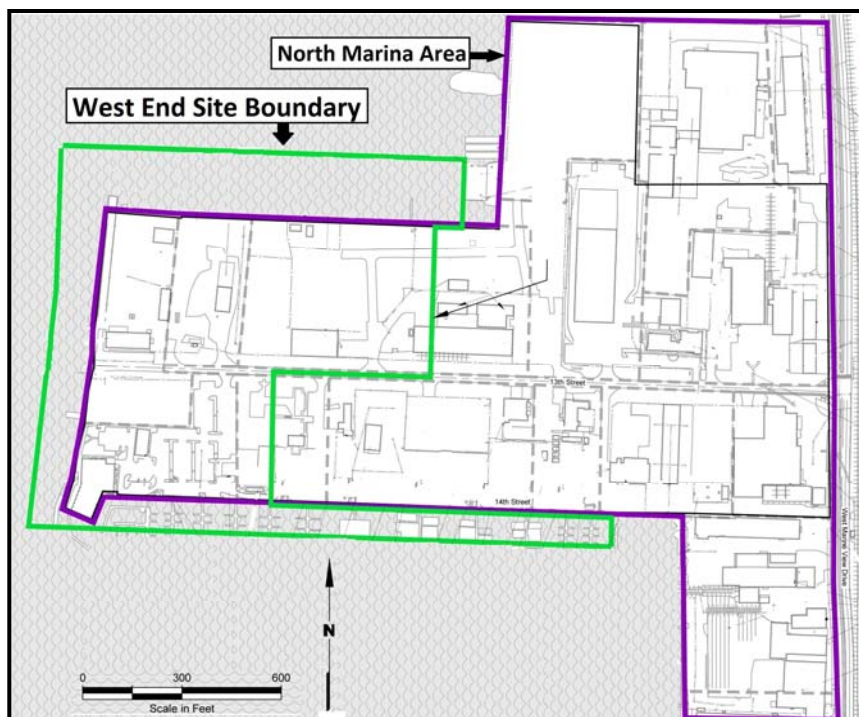 North Marina Area
West End Site Boundary
13th Street
14th Street
West Marine View Drive
N
0 300 600
Scale in Feet